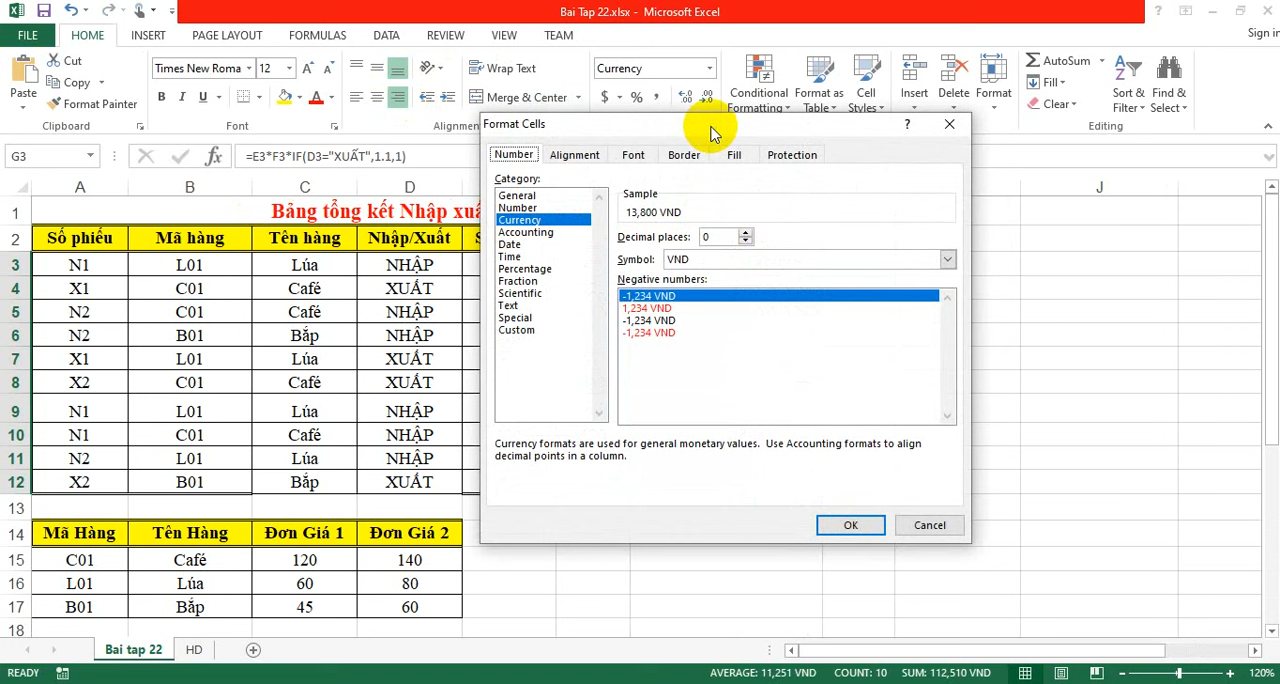 Bai Tap 22.xlsx - Microsoft Excel
FILE HOME INSERT PAGE LAYOUT FORMULAS DATA REVIEW VIEW TEAM Sign in
Paste Cut Copy Format Painter
Clipboard
Times New Roma 12
Font
Wrap Text
Merge & Center
Alignmen
Currency
$ % ,
Conditional Formatting
Format as Table
Cell Styles
Insert Delete Format
AutoSum
Fill
Clear
Sort & Filter
Find & Select
Editing
G3 fx =E3*F3*IF(D3="XUẤT",1.1,1)
A B C D J
1 Bảng tổng kết Nhập xuấ
2 Số phiếu Mã hàng Tên hàng Nhập/Xuất S
3 N1 L01 Lúa NHẬP
4 X1 C01 Café XUẤT
5 N2 C01 Café NHẬP
6 N2 B01 Bắp NHẬP
7 X1 L01 Lúa XUẤT
8 X2 C01 Café XUẤT
9 N1 L01 Lúa NHẬP
10 N1 C01 Café NHẬP
11 N2 L01 Lúa NHẬP
12 X2 B01 Bắp XUẤT
13
14 Mã Hàng Tên Hàng Đơn Giá 1 Đơn Giá 2
15 C01 Café 120 140
16 L01 Lúa 60 80
17 B01 Bắp 45 60
18
Format Cells ?
Number Alignment Font Border Fill Protection
Category:
General
Number
Currency
Accounting
Date
Time
Percentage
Fraction
Scientific
Text
Special
Custom
Sample
13,800 VND
Decimal places: 0
Symbol: VND
Negative numbers:
-1,234 VND
1,234 VND
-1,234 VND
-1,234 VND
Currency formats are used for general monetary values. Use Accounting formats to align
decimal points in a column.
OK Cancel
Bai tap 22 HD
READY AVERAGE: 11,251 VND COUNT: 10 SUM: 112,510 VND 120%